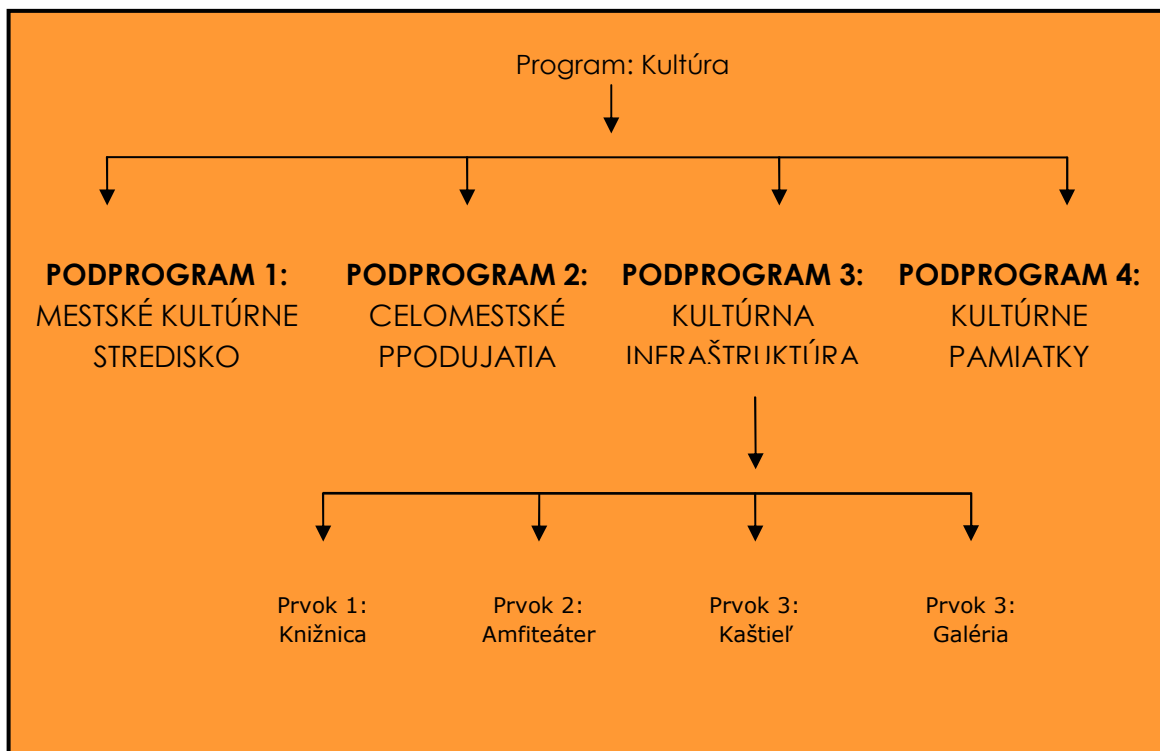 Program: Kultúra
PODPROGRAM 1:
MESTSKÉ KULTÚRNE
STREDISKO
PODPROGRAM 2:
CELOMESTSKÉ
PPODUJATIA
PODPROGRAM 3:
KULTÚRNA
INFRAŠTRUKTÚRA
PODPROGRAM 4:
KULTÚRNE
PAMIATKY
Prvok 1:
Knižnica
Prvok 2:
Amfiteáter
Prvok 3:
Kaštieľ
Prvok 3:
Galéria